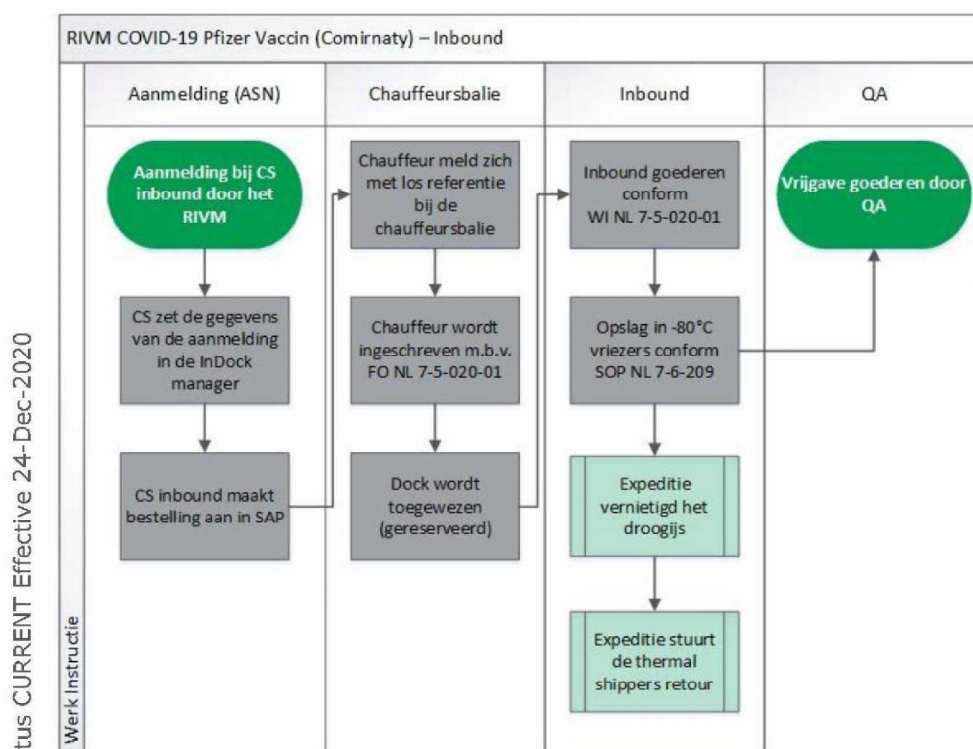 RIVM COVID-19 Pfizer Vaccin (Comirnaty) – Inbound
Aanmelding (ASN)
Chauffeursbalie
Inbound
QA
Aanmelding bij CS
inbound door het
RIVM
CS zet de gegevens
van de aanmelding
in de InDock
manager
CS inbound maakt
bestelling aan in SAP
Chauffeur meld zich
met los referentie
bij de
chauffeursbalie
Chauffeur wordt
ingeschreven m.b.v.
FO NL 7-5-020-01
Dock wordt
toegewezen
(gereserveerd)
Inbound goederen
conform
WI NL 7-5-020-01
Opslag in -80°C
vriezers conform
SOP NL 7-6-209
Expeditie
vernietigd het
droogijs
Expeditie stuurt
de thermal
shippers retour
Vrijgave goederen door
QA
Werk Instructie
tus CURRENT Effective 24-Dec-2020